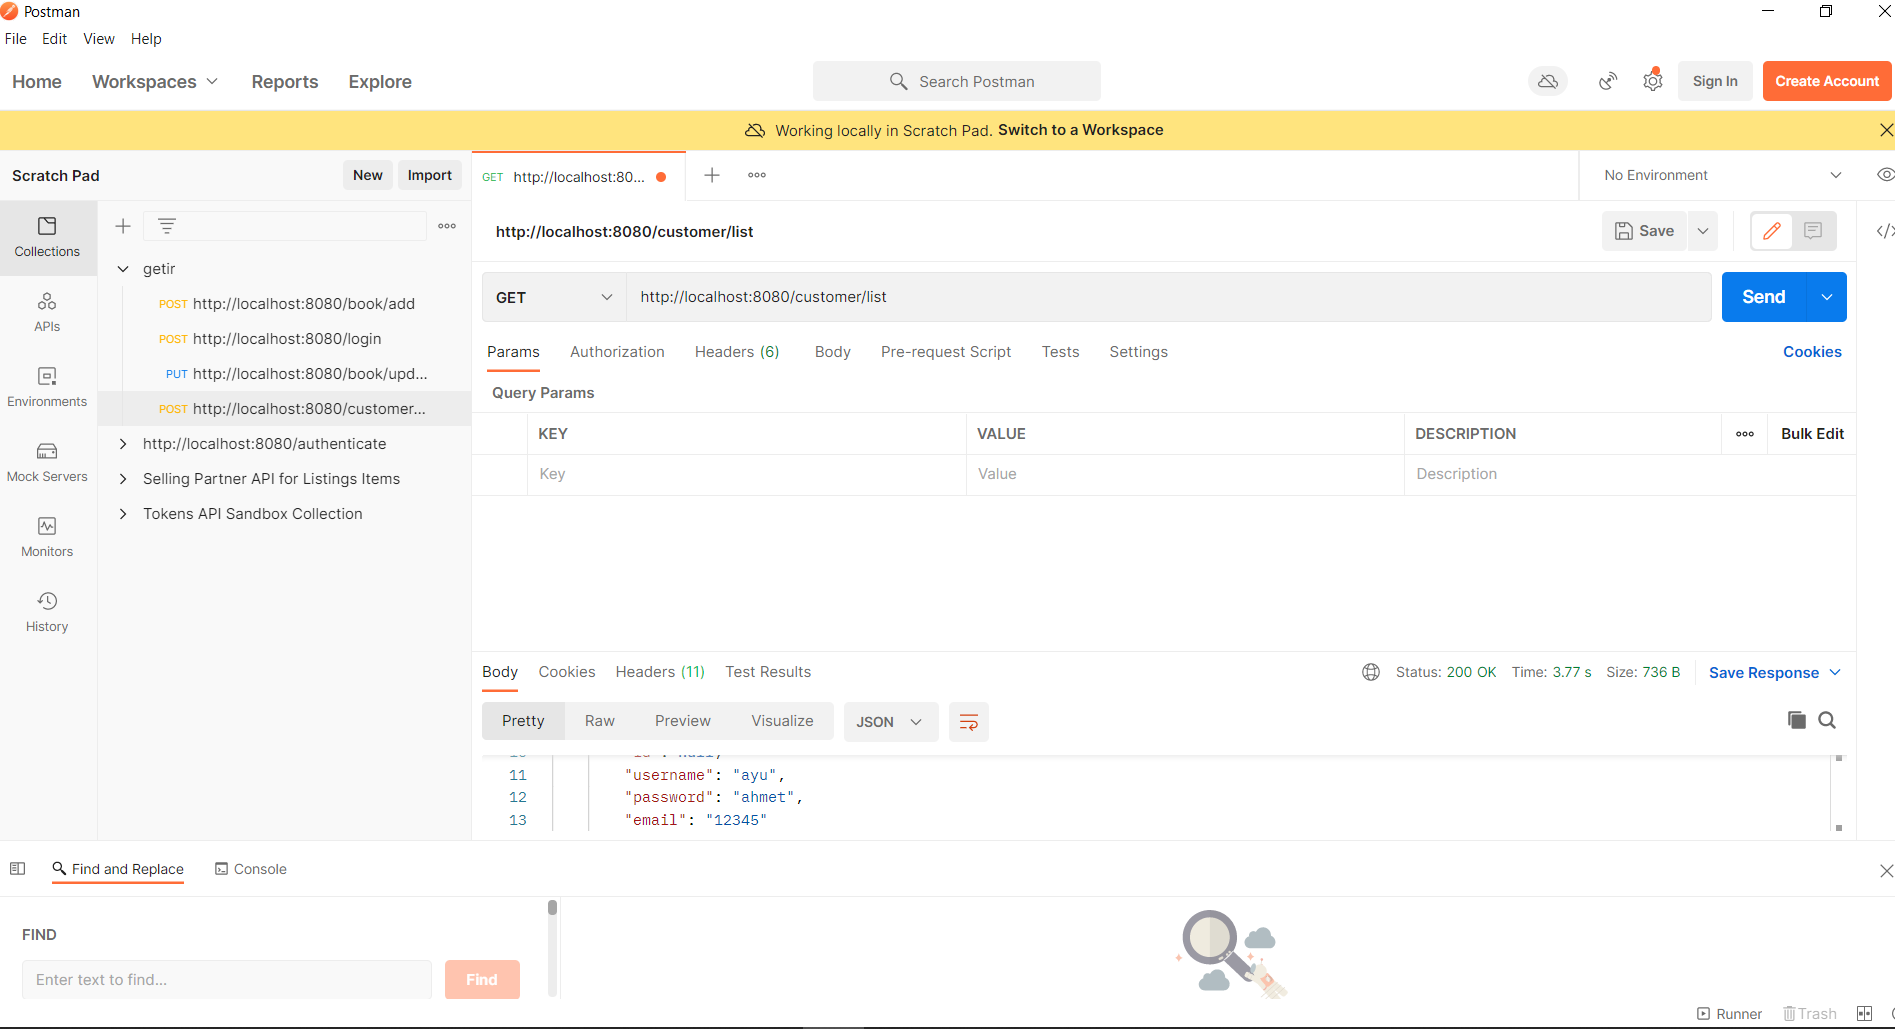 Postman
File Edit View Help
Home Workspaces Reports Explore Search Postman Sign In Create Account
Working locally in Scratch Pad. Switch to a Workspace
Scratch Pad New Import
GET http://localhost:80... No Environment
Collections
APIs
Environments
Mock Servers
Monitors
History
getir
POST http://localhost:8080/book/add
POST http://localhost:8080/login
PUT http://localhost:8080/book/upd...
POST http://localhost:8080/customer...
http://localhost:8080/authenticate
Selling Partner API for Listings Items
Tokens API Sandbox Collection
http://localhost:8080/customer/list Save
GET http://localhost:8080/customer/list Send
Params Authorization Headers (6) Body Pre-request Script Tests Settings Cookies
Query Params
KEY VALUE DESCRIPTION Bulk Edit
Key Value Description
Body Cookies Headers (11) Test Results Status: 200 OK Time: 3.77 s Size: 736 B Save Response
Pretty Raw Preview Visualize JSON
11 "username": "ayu",
12 "password": "ahmet",
13 "email": "12345"
Find and Replace Console
FIND
Enter text to find... Find
Runner Trash